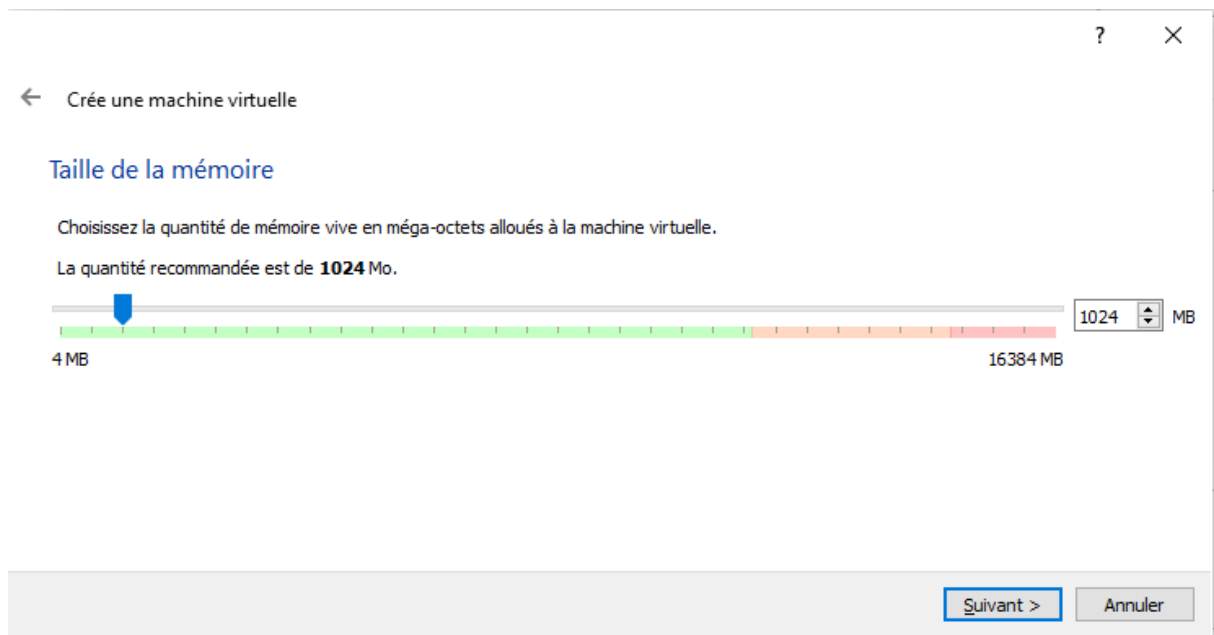 ?
Crée une machine virtuelle
Taille de la mémoire
Choisissez la quantité de mémoire vive en méga-octets alloués à la machine virtuelle.
La quantité recommandée est de 1024 Mo.
1024 MB
4 MB 16384 MB
Suivant > Annuler